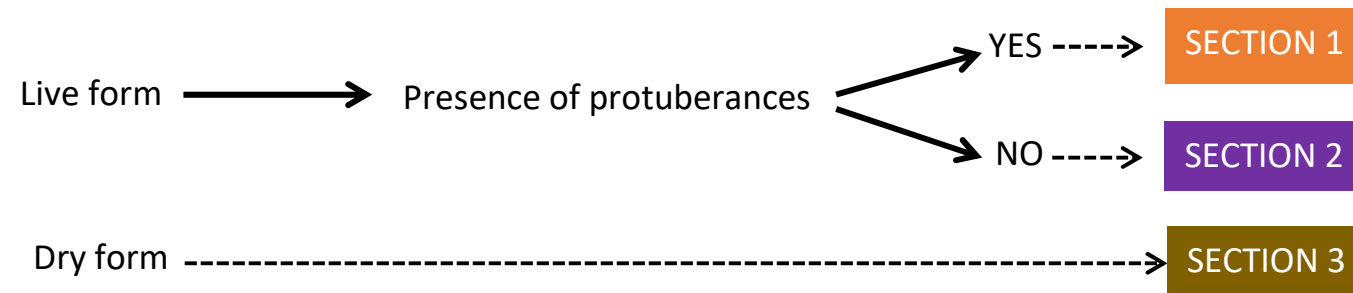 YES
SECTION 1
Live form
Presence of protuberances
NO
SECTION 2
Dry form
SECTION 3